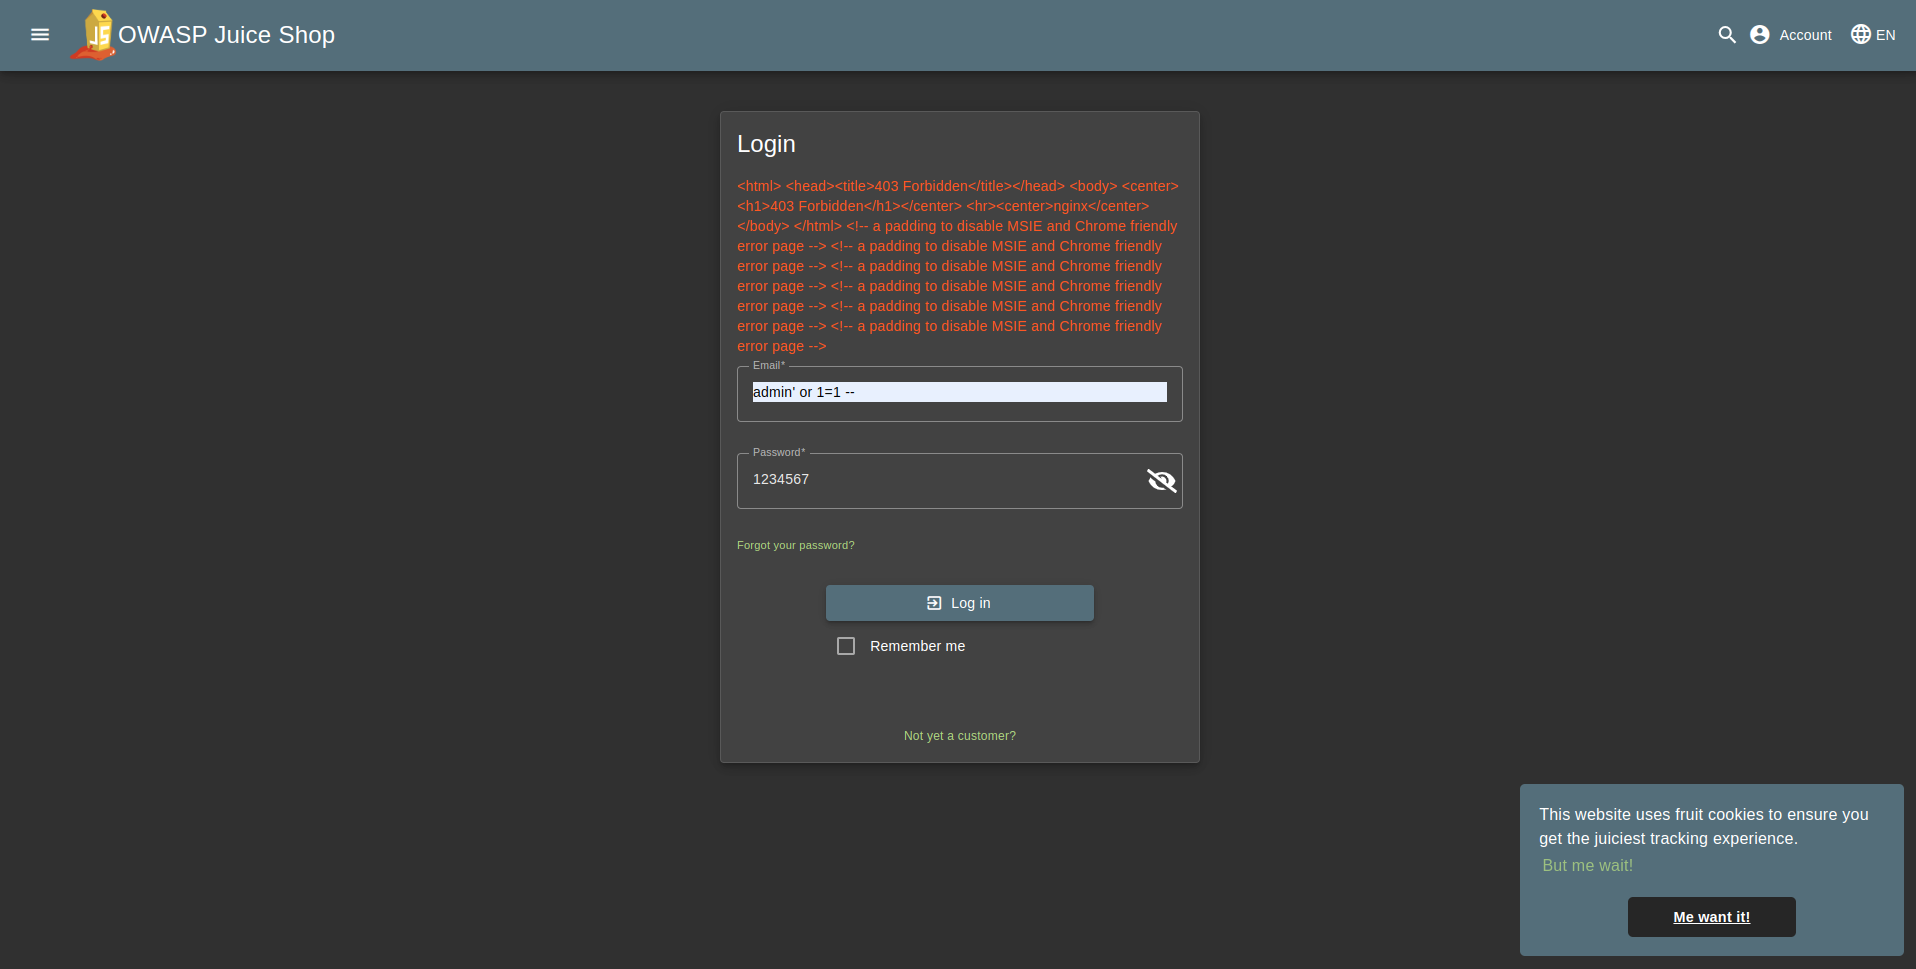 OWASP Juice Shop
Account
EN
Login
<html> <head><title>403 Forbidden</title></head> <body> <center>
<h1>403 Forbidden</h1></center> <hr><center>nginx</center>
</body> </html> <!-- a padding to disable MSIE and Chrome friendly
error page --> <!-- a padding to disable MSIE and Chrome friendly
error page --> <!-- a padding to disable MSIE and Chrome friendly
error page --> <!-- a padding to disable MSIE and Chrome friendly
error page --> <!-- a padding to disable MSIE and Chrome friendly
error page --> <!-- a padding to disable MSIE and Chrome friendly
error page -->
Email*
admin' or 1=1 --
Password*
1234567
Forgot your password?
Log in
Remember me
Not yet a customer?
This website uses fruit cookies to ensure you
get the juiciest tracking experience.
But me wait!
Me want it!